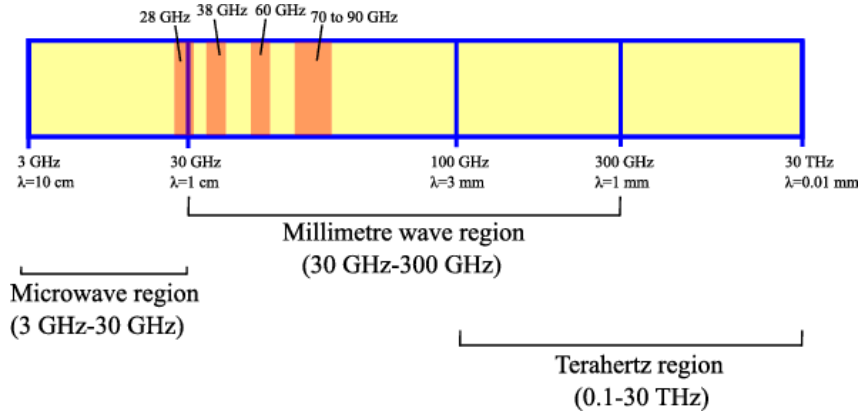 28 GHz
38 GHz
60 GHz
70 to 90 GHz
3 GHz
λ=10 cm
30 GHz
λ=1 cm
100 GHz
λ=3 mm
300 GHz
λ=1 mm
30 THz
λ=0.01 mm
Millimetre wave region
(30 GHz-300 GHz)
Microwave region
(3 GHz-30 GHz)
Terahertz region
(0.1-30 THz)